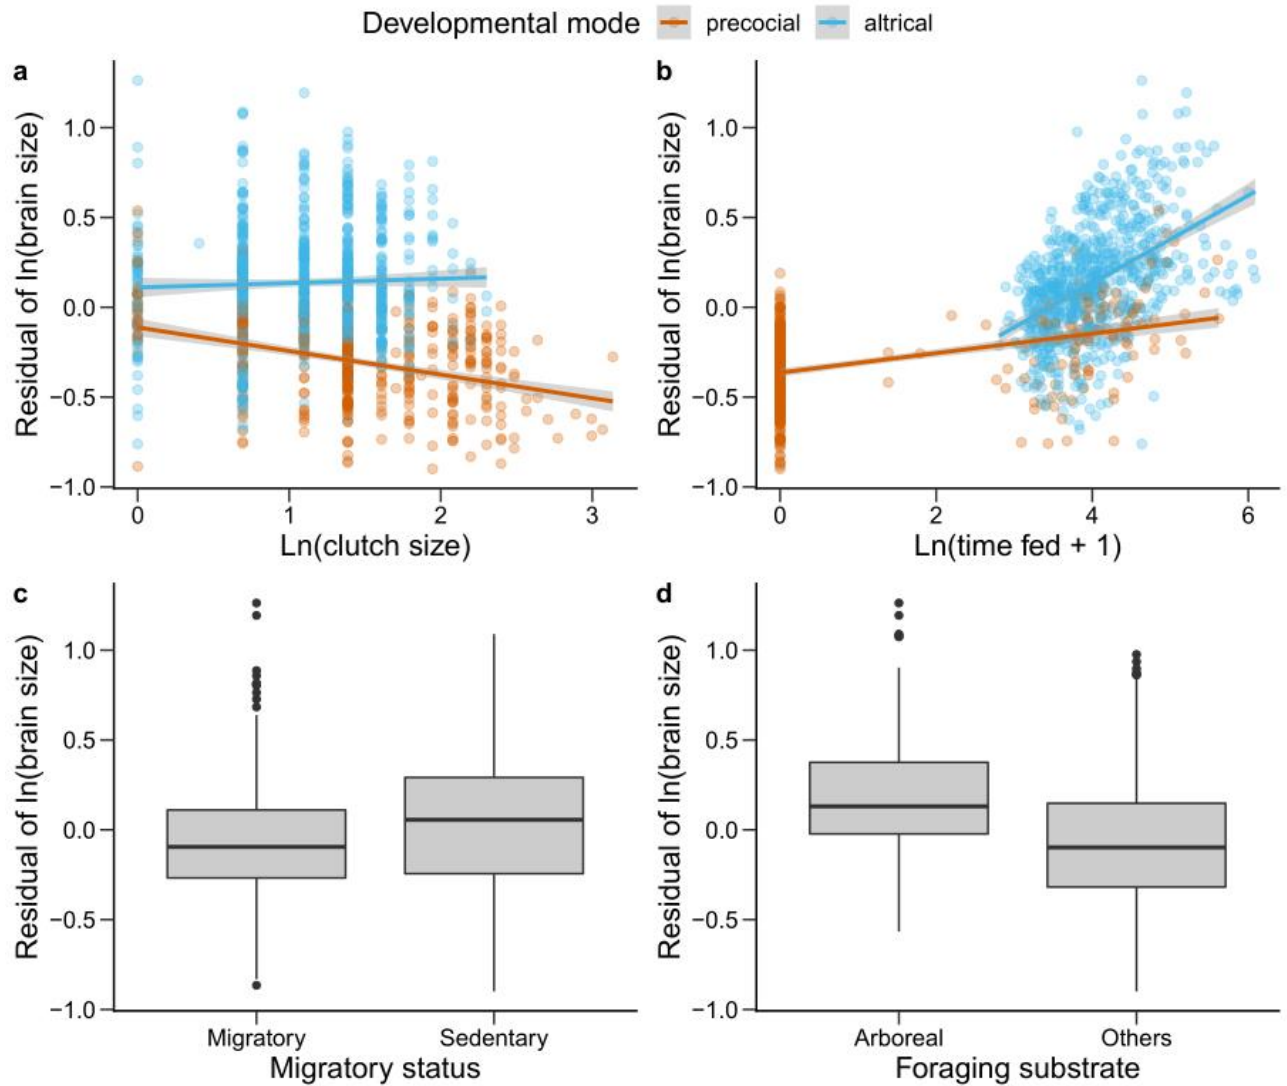 Developmental mode precocial altrical
a
Residual of ln(brain size)
1.0
0.5
0.0
−0.5
−1.0
0 1 2 3
Ln(clutch size)
b
Residual of ln(brain size)
1.0
0.5
0.0
−0.5
−1.0
0 2 4 6
Ln(time fed + 1)
c
Residual of ln(brain size)
1.0
0.5
0.0
−0.5
−1.0
Migratory Sedentary
Migratory status
d
Residual of ln(brain size)
1.0
0.5
0.0
−0.5
−1.0
Arboreal Others
Foraging substrate